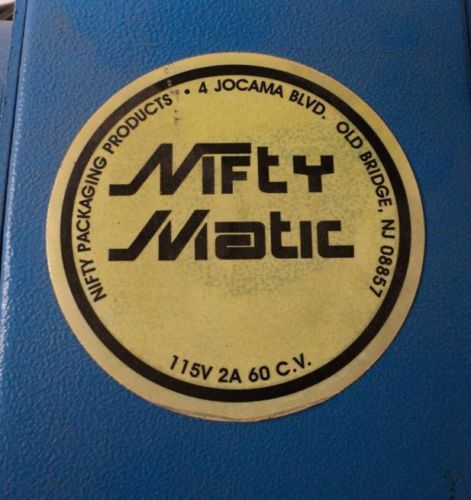 NIFTY PACKAGING PRODUCTS • 4 JOCAMA BLVD. OLD BRIDGE, NJ 08857
Nifty
Matic
115V 2A 60 C.V.